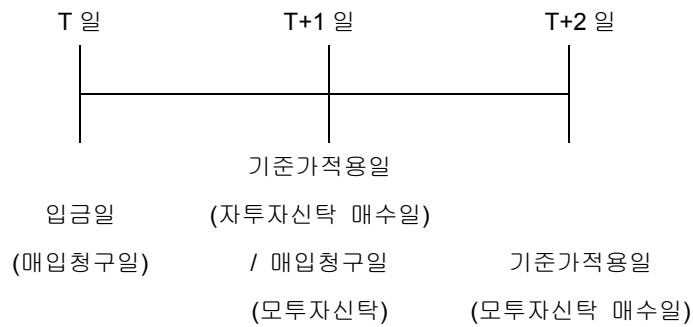 T 일 T+1 일 T+2 일
기준가적용일
입금일 (자투자신탁 매수일)
(매입청구일) / 매입청구일 기준가적용일
(모투자신탁) (모투자신탁 매수일)